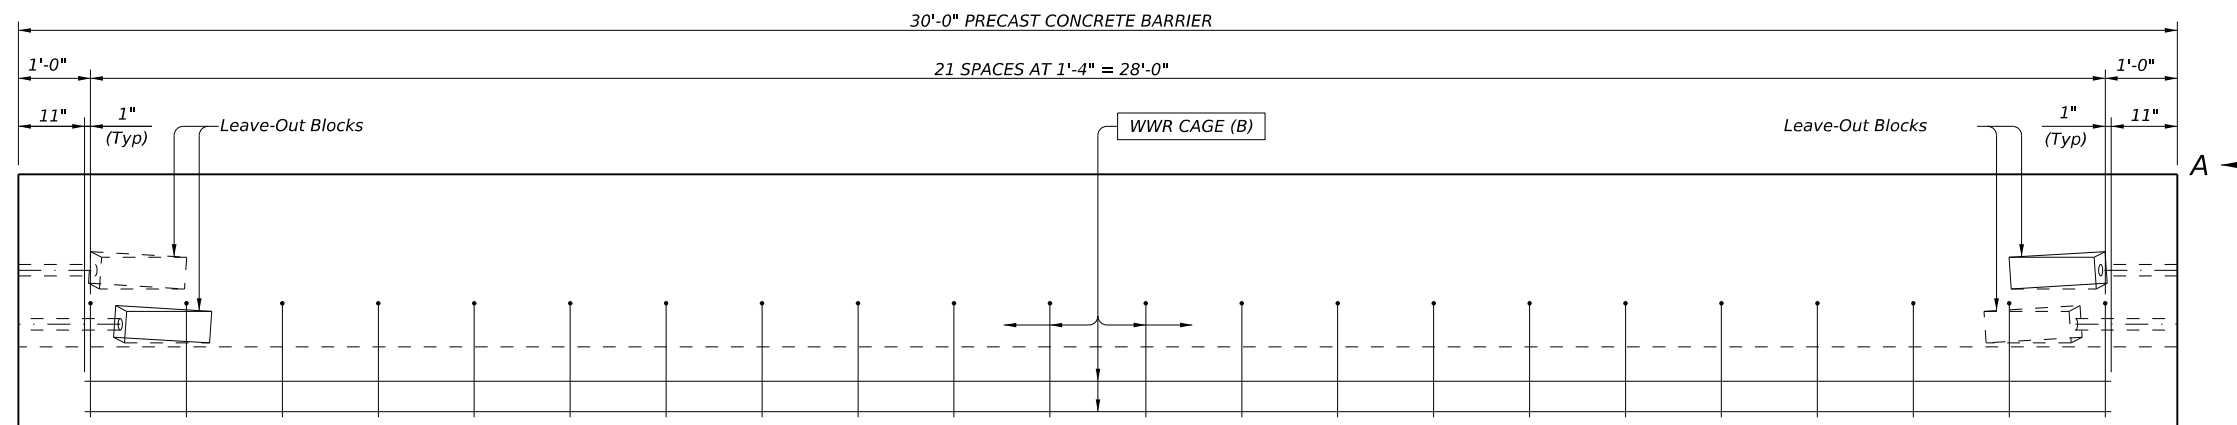 30'-0" PRECAST CONCRETE BARRIER
1'-0"
21 SPACES AT 1'-4" = 28'-0"
1'-0"
11"
1"
(Typ)
Leave-Out Blocks
WWR CAGE (B)
Leave-Out Blocks
1"
(Typ)
11"
A